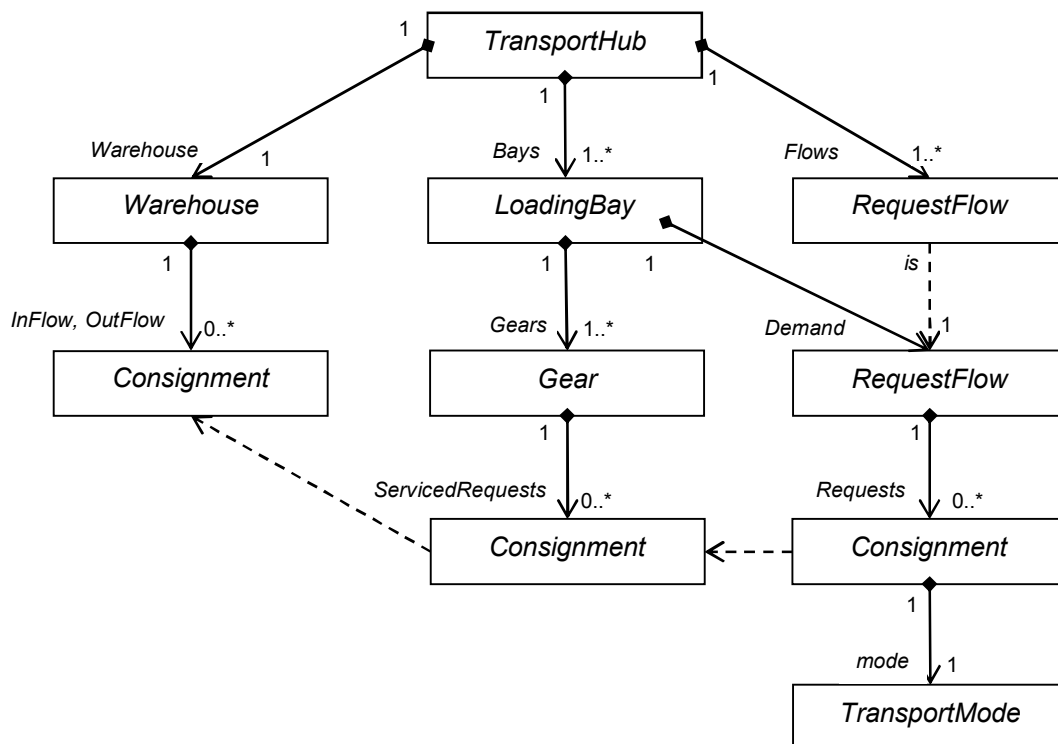 TransportHub
1
1
1
Warehouse
1
Bays
1..*
Flows
1..*
Warehouse
LoadingBay
RequestFlow
1
1
1
is
InFlow, OutFlow
0..*
Gears
1..*
Demand
1
Consignment
Gear
RequestFlow
1
1
ServicedRequests
0..*
Requests
0..*
Consignment
Consignment
1
mode
1
TransportMode